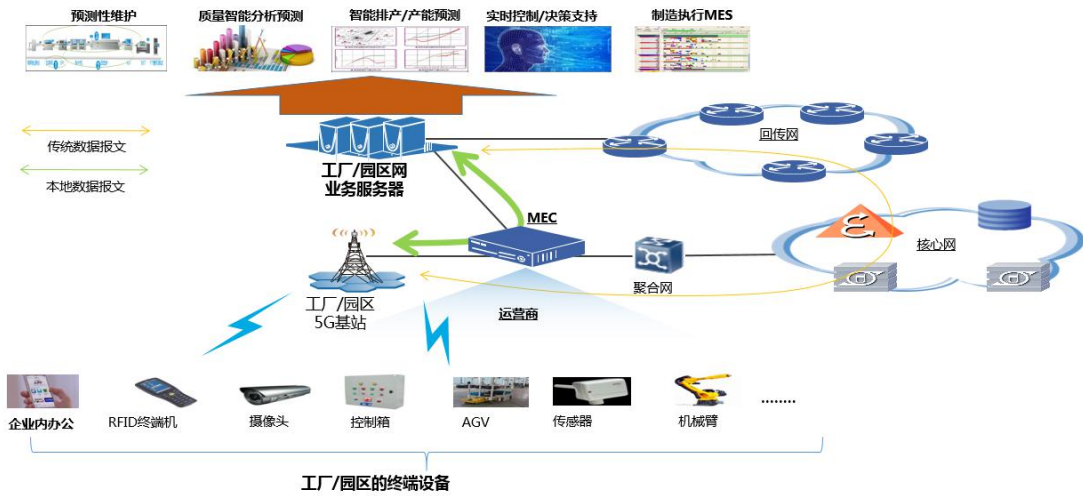 预测性维护
质量智能分析预测
智能排产/产能预测
实时控制/决策支持
制造执行MES
传统数据报文
本地数据报文
工厂/园区网
业务服务器
回传网
MEC
核心网
聚合网
工厂/园区
5G基站
运营商
企业内办公
RFID终端机
摄像头
控制箱
AGV
传感器
机械臂
........
工厂/园区的终端设备